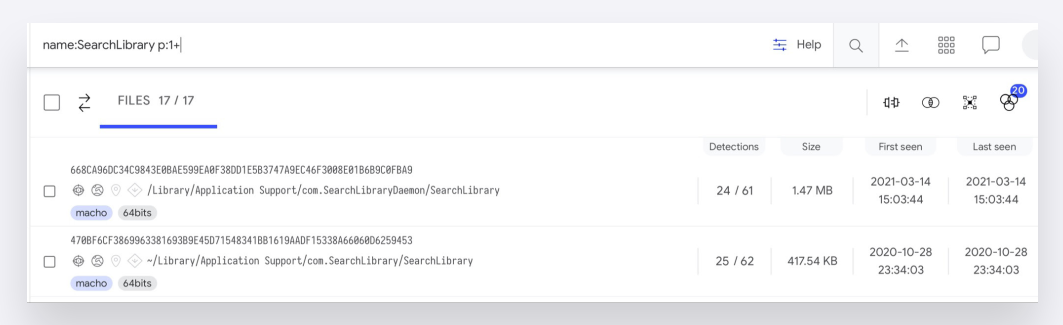 name:SearchLibrary p:1+
Help
FILES 17 / 17
20
Detections Size First seen Last seen
668CA96DC34C9843E0BAE599EA0F38DD1E5B3747A9EC46F3008E01B6B9C0FBA9
/Library/Application Support/com.SearchLibraryDaemon/SearchLibrary
24 / 61 1.47 MB 2021-03-14 2021-03-14
15:03:44 15:03:44
macho 64bits
470BF6CF3869963381693B9E45D71548341BB1619AADF15338A66060D6259453
~/Library/Application Support/com.SearchLibrary/SearchLibrary
25 / 62 417.54 KB 2020-10-28 2020-10-28
23:34:03 23:34:03
macho 64bits